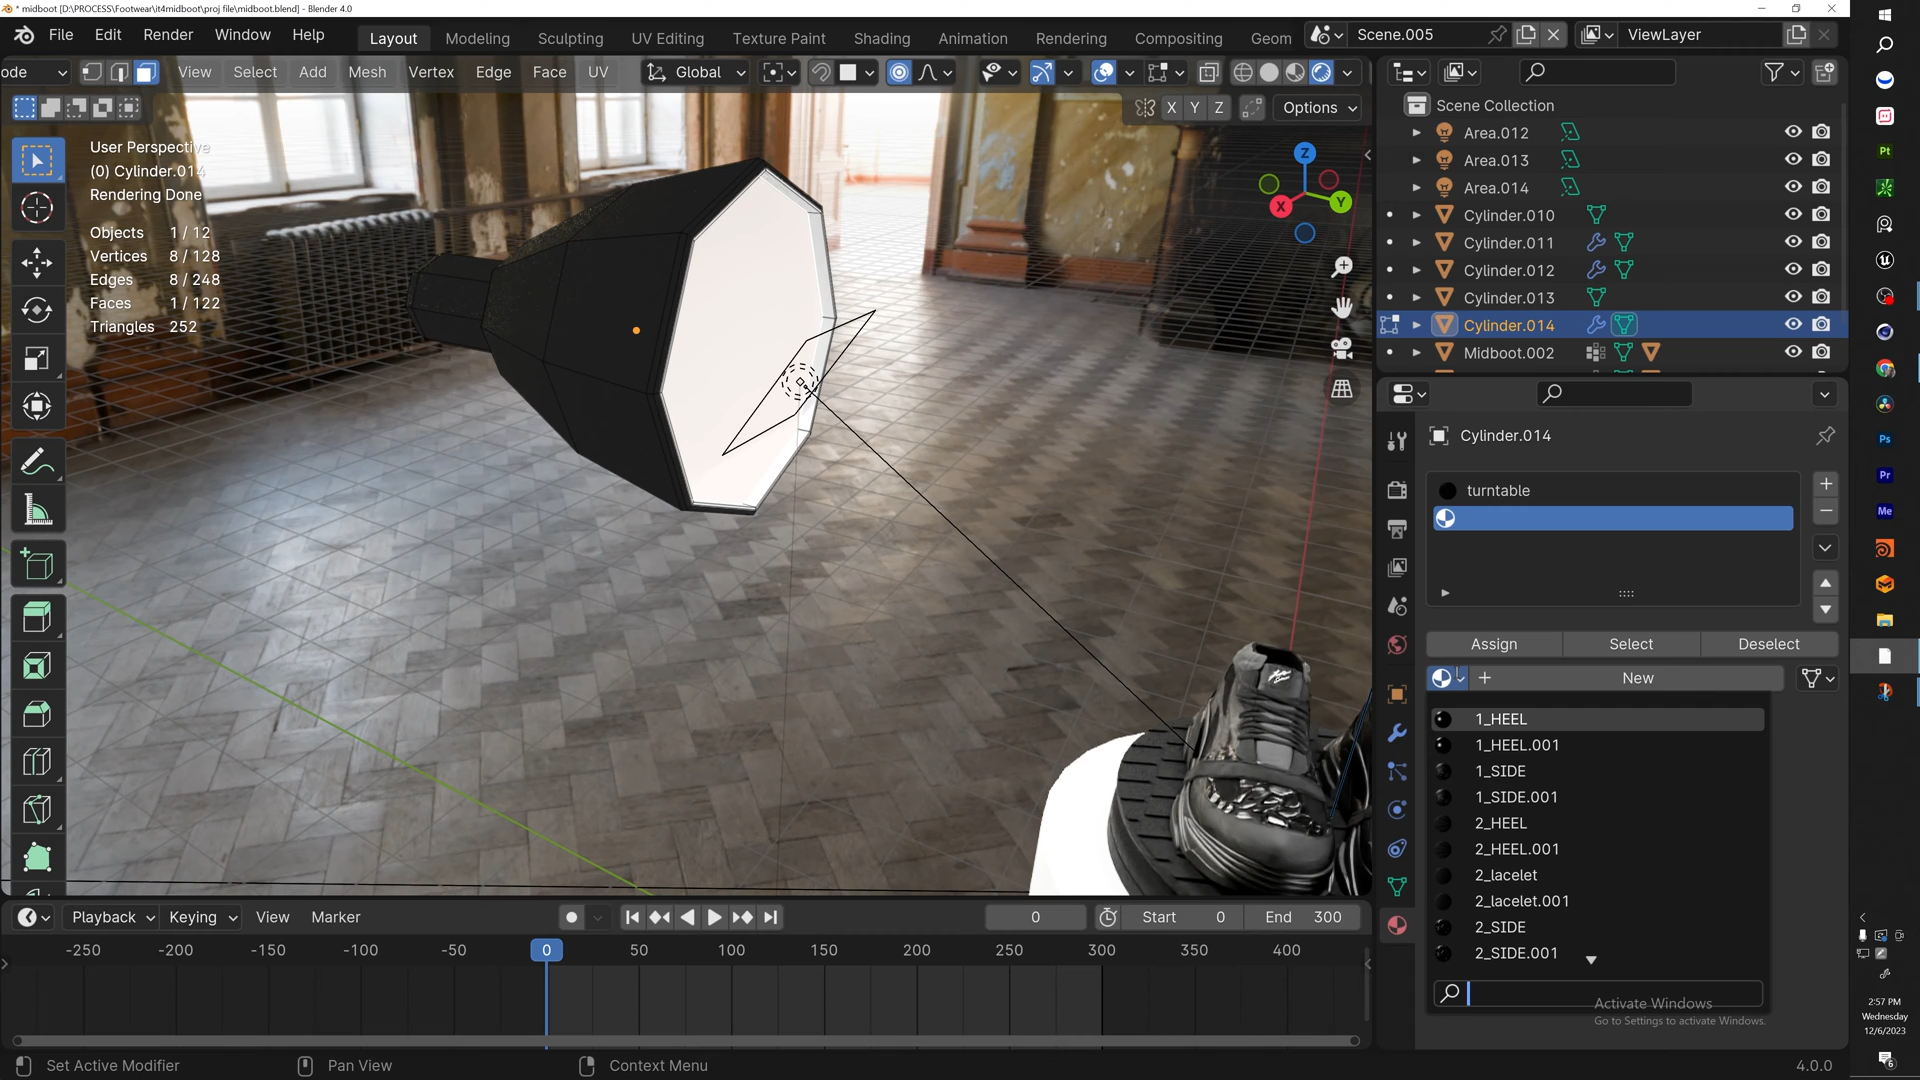 * midboot [D:\PROCESS\Footwear\it4midboot\proj file\midboot.blend] - Blender 4.0
File Edit Render Window Help
Layout Modeling Sculpting UV Editing Texture Paint Shading Animation Rendering Compositing Geom
Scene.005
ViewLayer
ode View Select Add Mesh Vertex Edge Face UV
Global
X Y Z
Options
User Perspective
(0) Cylinder.014
Rendering Done
Objects 1 / 12
Vertices 8 / 128
Edges 8 / 248
Faces 1 / 122
Triangles 252
Z
X
Y
Scene Collection
Area.012
Area.013
Area.014
Cylinder.010
Cylinder.011
Cylinder.012
Cylinder.013
Cylinder.014
Midboot.002
Cylinder.014
turntable
Assign Select Deselect
New
1_HEEL
1_HEEL.001
1_SIDE
1_SIDE.001
2_HEEL
2_HEEL.001
2_lacelet
2_lacelet.001
2_SIDE
2_SIDE.001
Activate Windows
Go to Settings to activate Windows.
Playback Keying View Marker
0
Start 0
End 300
-250 -200 -150 -100 -50 0 50 100 150 200 250 300 350 400
Set Active Modifier
Pan View
Context Menu
4.0.0
Pt
Ps
Pr
Me
2:57 PM
Wednesday
12/6/2023
6